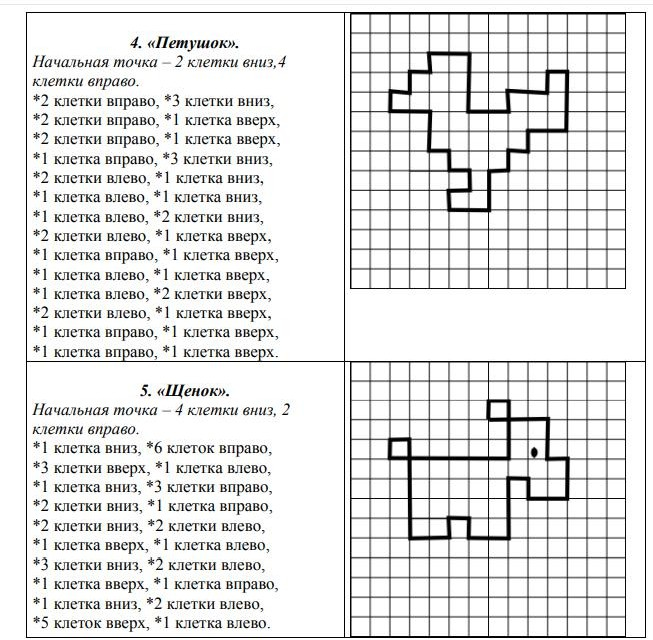 4. «Петушок».
Начальная точка – 2 клетки вниз,4
клетки вправо.
*2 клетки вправо, *3 клетки вниз,
*2 клетки вправо, *1 клетка вверх,
*2 клетки вправо, *1 клетка вверх,
*1 клетка вправо, *3 клетки вниз,
*2 клетки влево, *1 клетка вниз,
*1 клетка влево, *1 клетка вниз,
*1 клетка влево, *2 клетки вниз,
*2 клетки влево, *1 клетка вверх,
*1 клетка вправо, *1 клетка вверх,
*1 клетка влево, *1 клетка вверх,
*1 клетка влево, *2 клетки вверх,
*2 клетки влево, *1 клетка вверх,
*1 клетка вправо, *1 клетка вверх,
*1 клетка вправо, *1 клетка вверх.
5. «Щенок».
Начальная точка – 4 клетки вниз, 2
клетки вправо.
*1 клетка вниз, *6 клеток вправо,
*3 клетки вверх, *1 клетка влево,
*1 клетка вниз, *3 клетки вправо,
*2 клетки вниз, *1 клетка вправо,
*2 клетки вниз, *2 клетки влево,
*1 клетка вверх, *1 клетка влево,
*3 клетки вниз, *2 клетки влево,
*1 клетка вверх, *1 клетка вправо,
*1 клетка вниз, *2 клетки влево,
*5 клеток вверх, *1 клетка влево.